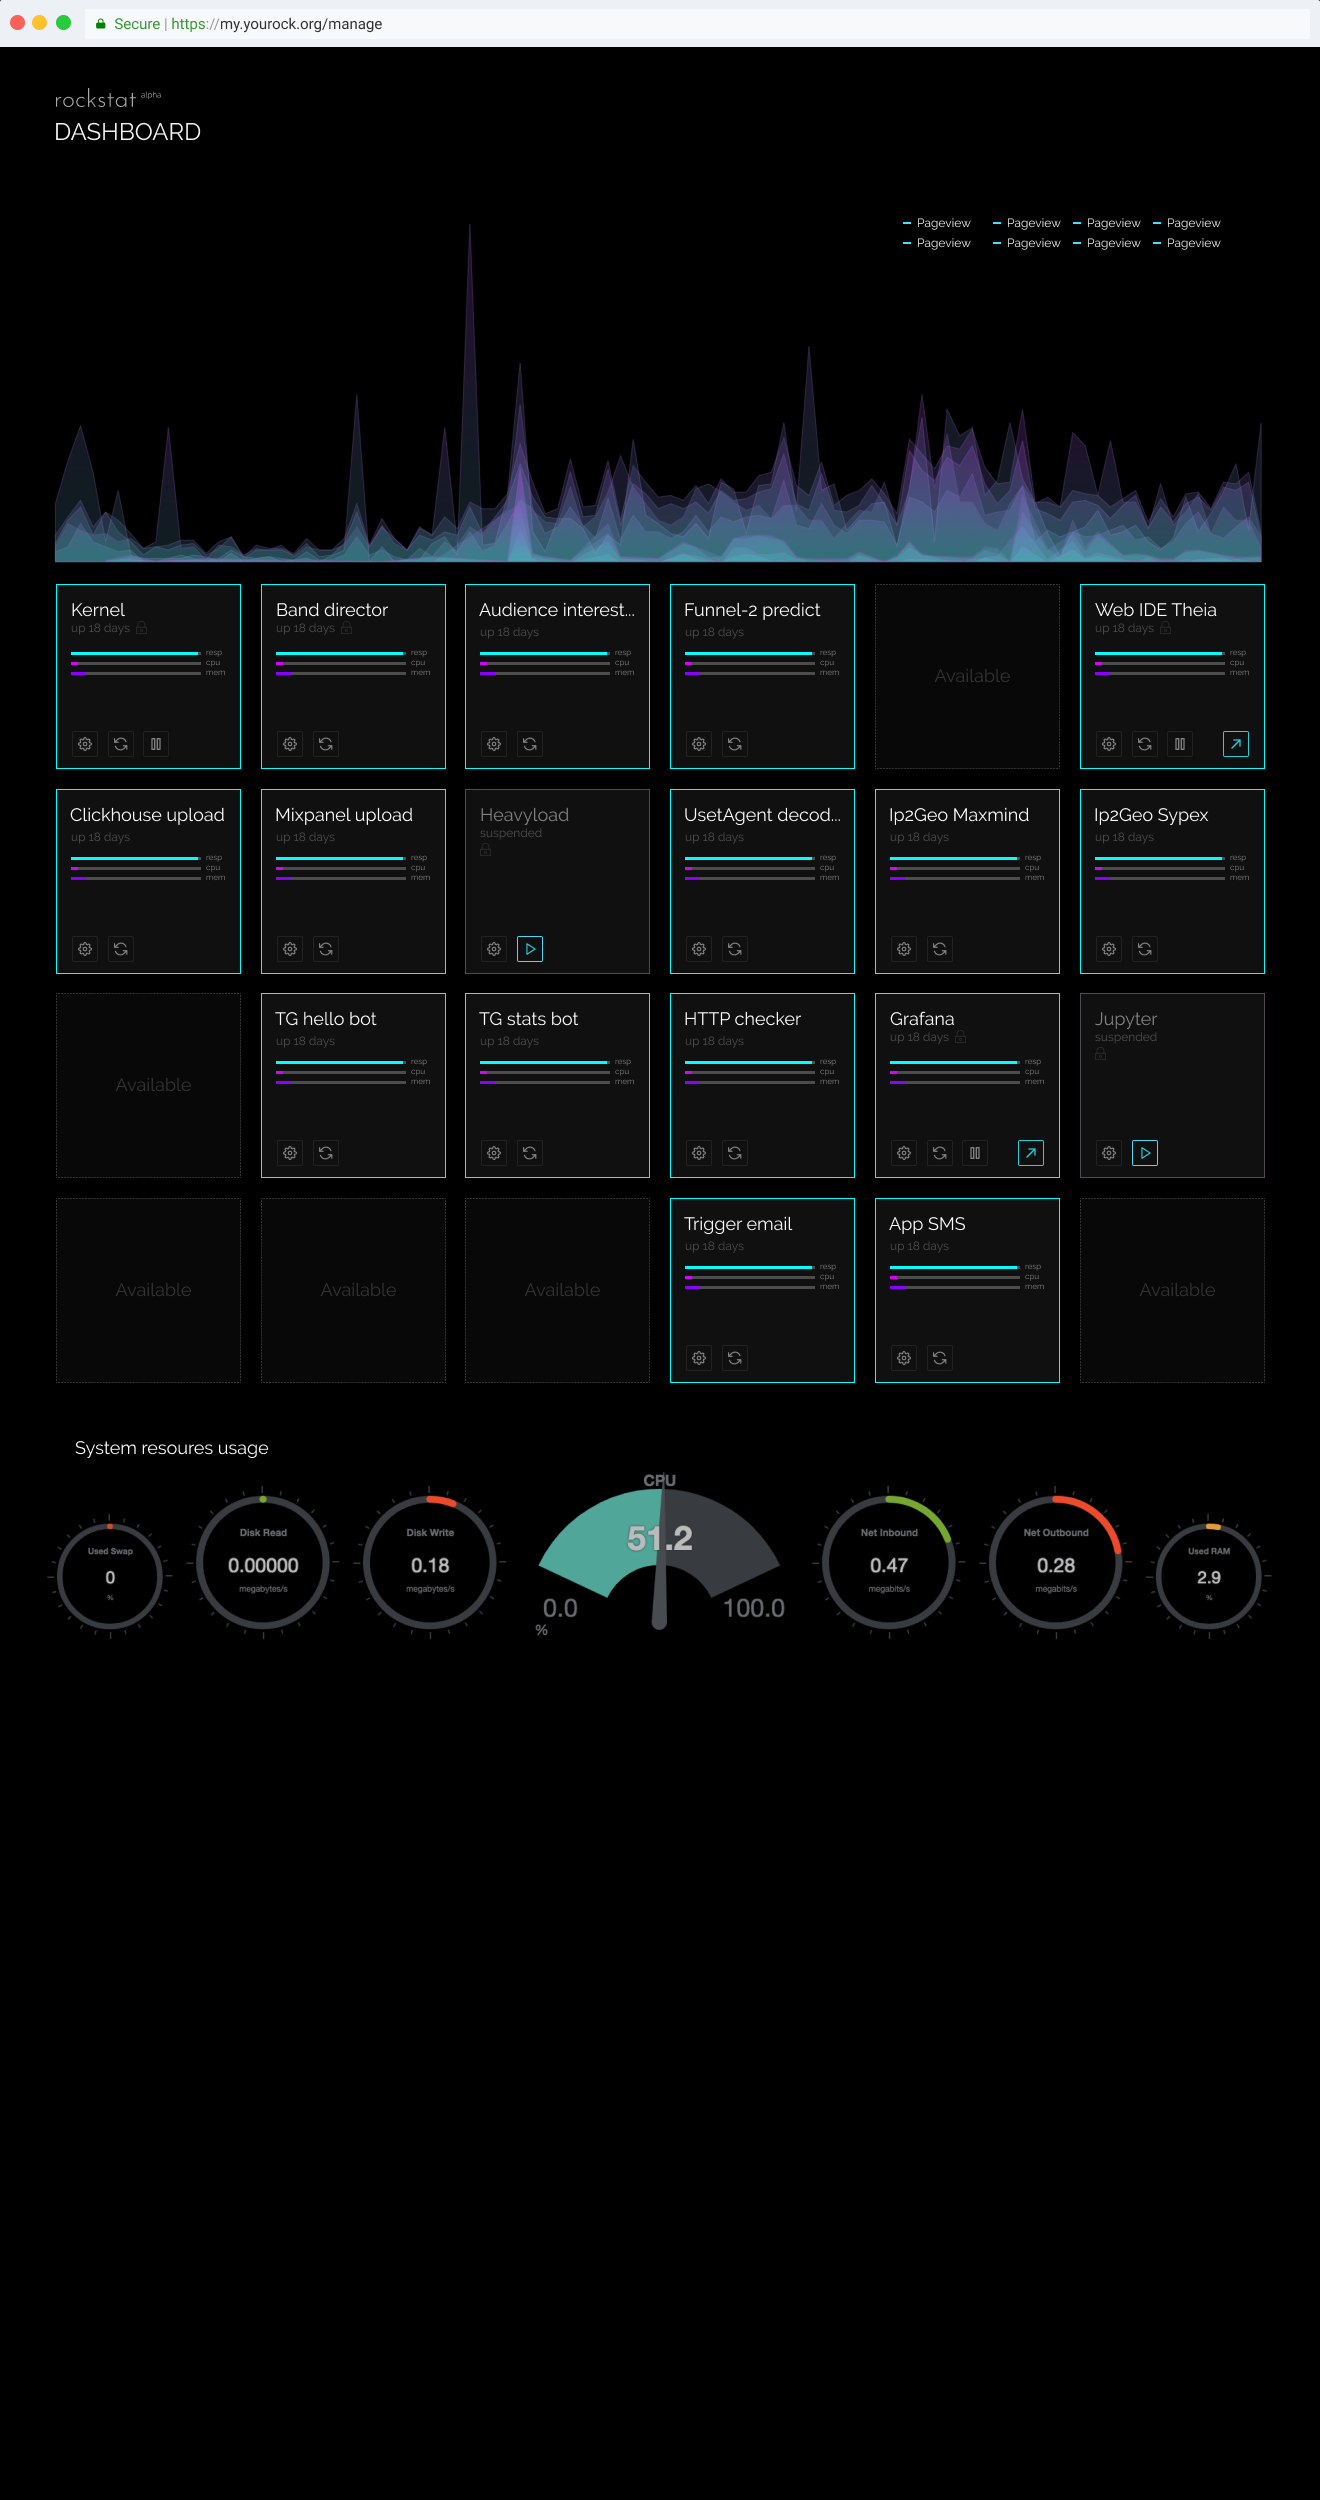 Secure | https://my.yourock.org/manage
rockstat alpha
DASHBOARD
Pageview Pageview Pageview Pageview
Pageview Pageview Pageview Pageview
Kernel
up 18 days
resp
cpu
mem
Band director
up 18 days
resp
cpu
mem
Audience interest...
up 18 days
resp
cpu
mem
Funnel-2 predict
up 18 days
resp
cpu
mem
Available
Web IDE Theia
up 18 days
resp
cpu
mem
Clickhouse upload
up 18 days
resp
cpu
mem
Mixpanel upload
up 18 days
resp
cpu
mem
Heavyload
suspended
UsetAgent decod...
up 18 days
resp
cpu
mem
Ip2Geo Maxmind
up 18 days
resp
cpu
mem
Ip2Geo Sypex
up 18 days
resp
cpu
mem
Available
TG hello bot
up 18 days
resp
cpu
mem
TG stats bot
up 18 days
resp
cpu
mem
HTTP checker
up 18 days
resp
cpu
mem
Grafana
up 18 days
resp
cpu
mem
Jupyter
suspended
Available
Available
Available
Trigger email
up 18 days
resp
cpu
mem
App SMS
up 18 days
resp
cpu
mem
Available
System resoures usage
Used Swap
0
%
Disk Read
0.00000
megabytes/s
Disk Write
0.18
megabytes/s
CPU
51.2
0.0 100.0
%
Net Inbound
0.47
megabits/s
Net Outbound
0.28
megabits/s
Used RAM
2.9
%